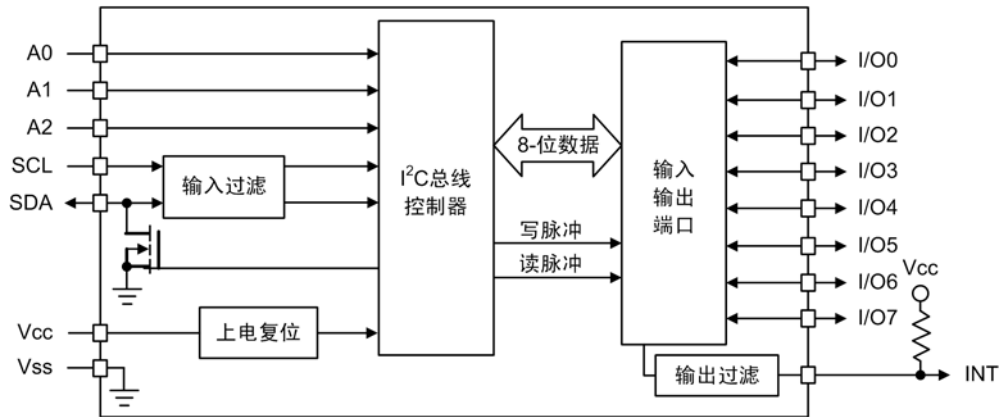 A0
A1
A2
SCL
SDA
Vcc
Vss
输入过滤
上电复位
I²C总线
控制器
8-位数据
写脉冲
读脉冲
输入
输出
端口
输出过滤
I/O0
I/O1
I/O2
I/O3
I/O4
I/O5
I/O6
I/O7
Vcc
INT